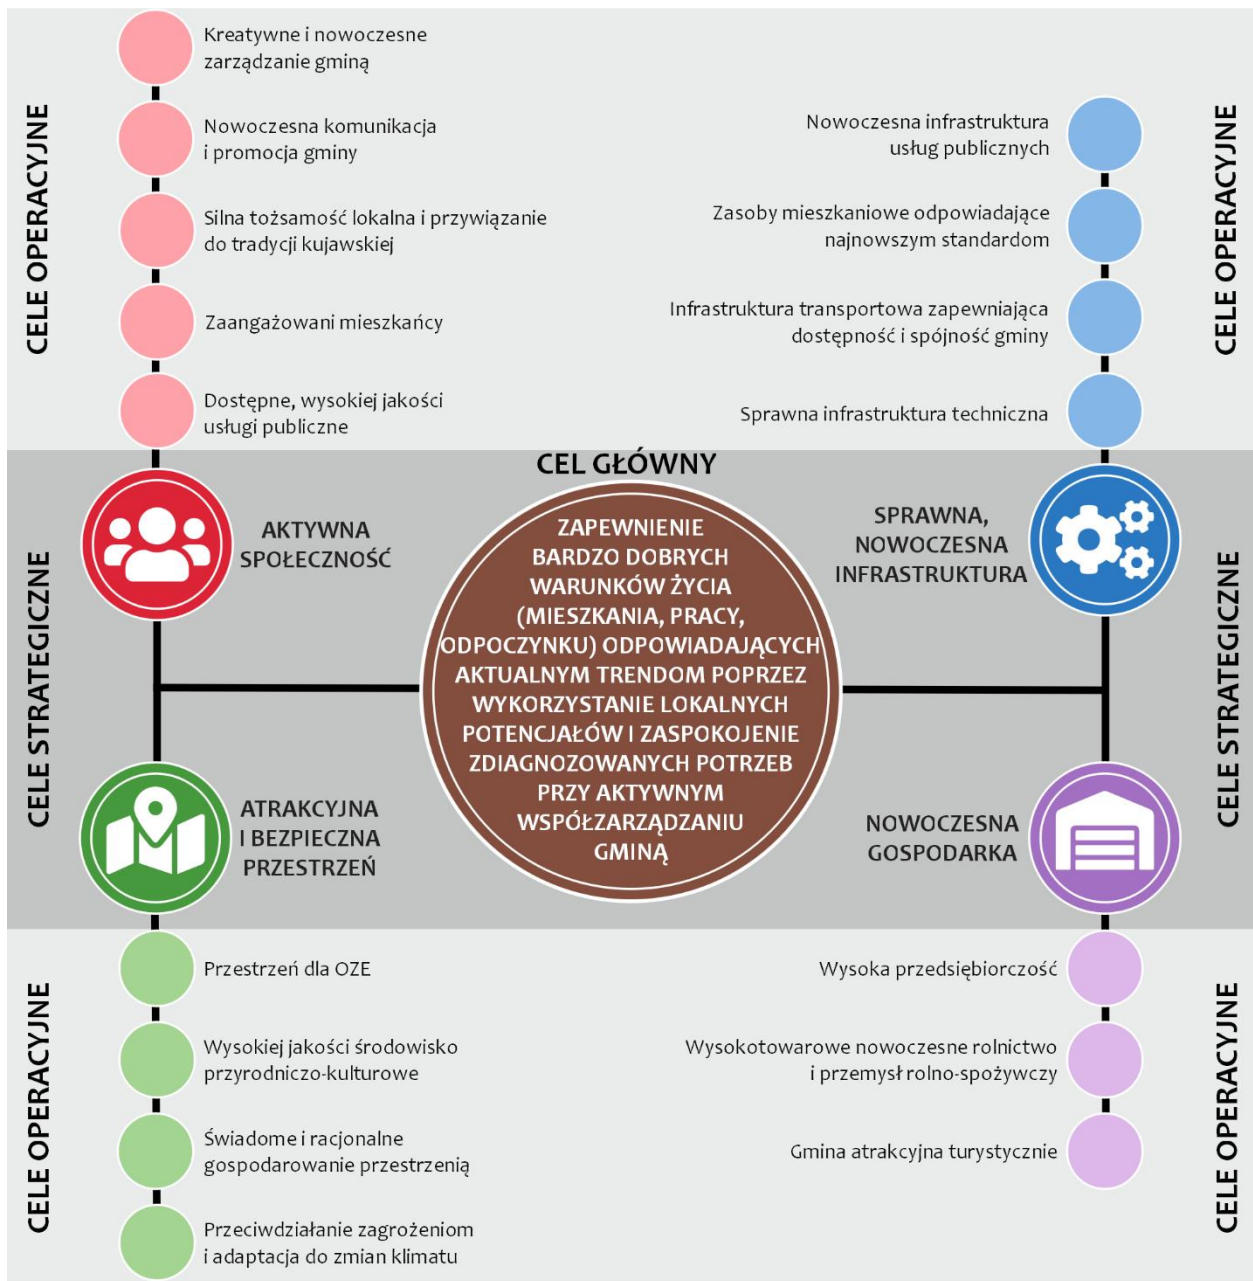 CELE OPERACYJNE
Kreatywne i nowoczesne
zarządzanie gminą
Nowoczesna komunikacja
i promocja gminy
Silna tożsamość lokalna i przywiązanie
do tradycji kujawskiej
Zaangażowani mieszkańcy
Dostępne, wysokiej jakości
usługi publiczne
CELE OPERACYJNE
Nowoczesna infrastruktura
usług publicznych
Zasoby mieszkaniowe odpowiadające
najnowszym standardom
Infrastruktura transportowa zapewniająca
dostępność i spójność gminy
Sprawna infrastruktura techniczna
CELE STRATEGICZNE
AKTYWNA
SPOŁECZNOŚĆ
ATRAKCYJNA
I BEZPIECZNA
PRZESTRZEŃ
CEL GŁÓWNY
ZAPEWNIENIE
BARDZO DOBRYCH
WARUNKÓW ŻYCIA
(MIESZKANIA, PRACY,
ODPOCZYNKU) ODPOWIADAJĄCYCH
AKTUALNYM TRENDOM POPRZEZ
WYKORZYSTANIE LOKALNYCH
POTENCJAŁÓW I ZASPOKOJENIE
ZDIAGNOZOWANYCH POTRZEB
PRZY AKTYWNYM
WSPÓŁZARZĄDZANIU
GMINĄ
SPRAWNA,
NOWOCZESNA
INFRASTRUKTURA
NOWOCZESNA
GOSPODARKA
CELE STRATEGICZNE
CELE OPERACYJNE
Przestrzeń dla OZE
Wysokiej jakości środowisko
przyrodniczo-kulturowe
Świadome i racjonalne
gospodarowanie przestrzenią
Przeciwdziałanie zagrożeniom
i adaptacja do zmian klimatu
Wysoka przedsiębiorczość
Wysokotowarowe nowoczesne rolnictwo
i przemysł rolno-spożywczy
Gmina atrakcyjna turystycznie
CELE OPERACYJNE